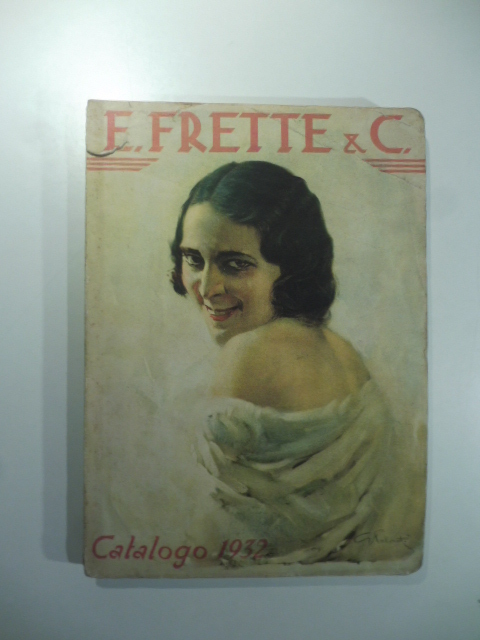 E. FRETTE & C.
Catalogo 1932